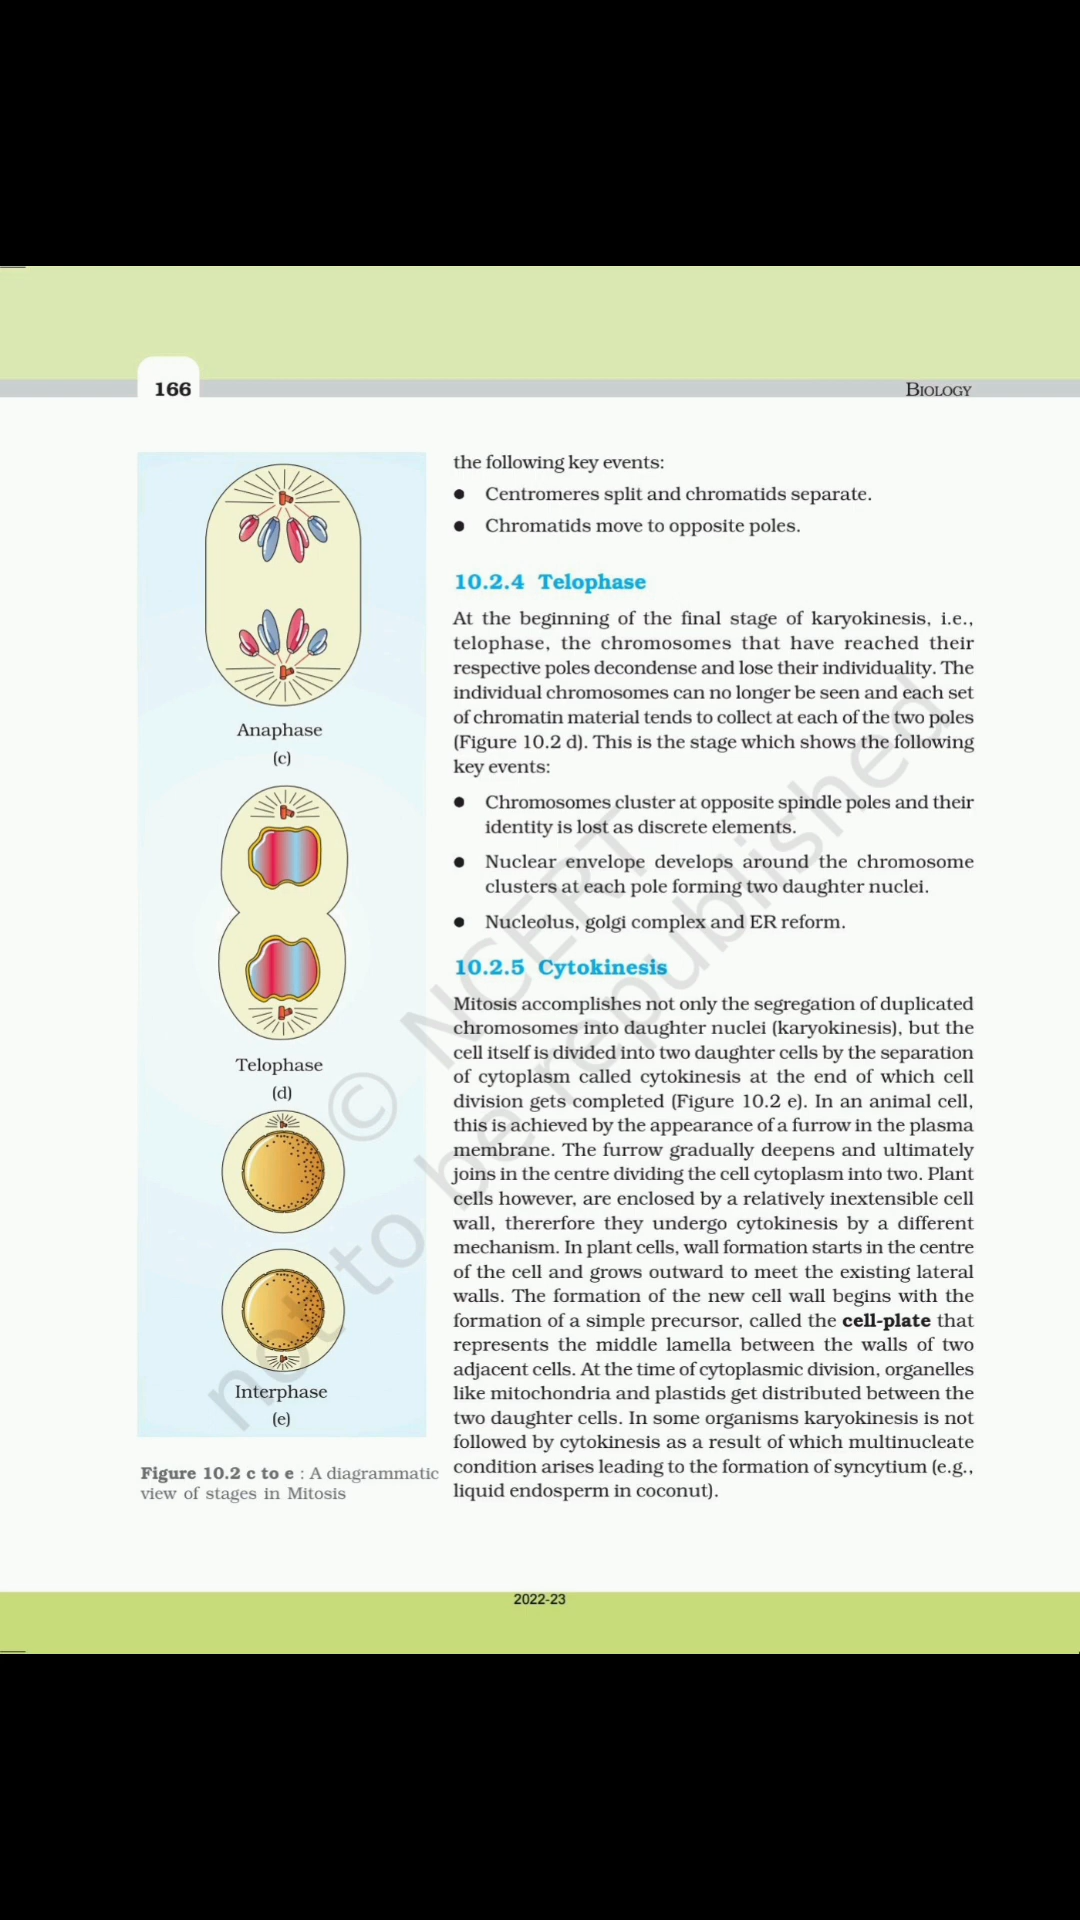 166
BIOLOGY
the following key events:
● Centromeres split and chromatids separate.
● Chromatids move to opposite poles.
10.2.4 Telophase
At the beginning of the final stage of karyokinesis, i.e.,
telophase, the chromosomes that have reached their
respective poles decondense and lose their individuality. The
individual chromosomes can no longer be seen and each set
of chromatin material tends to collect at each of the two poles
(Figure 10.2 d). This is the stage which shows the following
key events:
● Chromosomes cluster at opposite spindle poles and their
identity is lost as discrete elements.
● Nuclear envelope develops around the chromosome
clusters at each pole forming two daughter nuclei.
● Nucleolus, golgi complex and ER reform.
10.2.5 Cytokinesis
Mitosis accomplishes not only the segregation of duplicated
chromosomes into daughter nuclei (karyokinesis), but the
cell itself is divided into two daughter cells by the separation
of cytoplasm called cytokinesis at the end of which cell
division gets completed (Figure 10.2 e). In an animal cell,
this is achieved by the appearance of a furrow in the plasma
membrane. The furrow gradually deepens and ultimately
joins in the centre dividing the cell cytoplasm into two. Plant
cells however, are enclosed by a relatively inextensible cell
wall, thererfore they undergo cytokinesis by a different
mechanism. In plant cells, wall formation starts in the centre
of the cell and grows outward to meet the existing lateral
walls. The formation of the new cell wall begins with the
formation of a simple precursor, called the cell-plate that
represents the middle lamella between the walls of two
adjacent cells. At the time of cytoplasmic division, organelles
like mitochondria and plastids get distributed between the
two daughter cells. In some organisms karyokinesis is not
followed by cytokinesis as a result of which multinucleate
condition arises leading to the formation of syncytium (e.g.,
liquid endosperm in coconut).
Anaphase
(c)
Telophase
(d)
Interphase
(e)
Figure 10.2 c to e : A diagrammatic
view of stages in Mitosis
© NCERT
not to be republished
2022-23